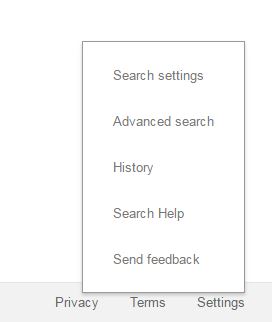 Search settings
Advanced search
History
Search Help
Send feedback
Privacy Terms Settings